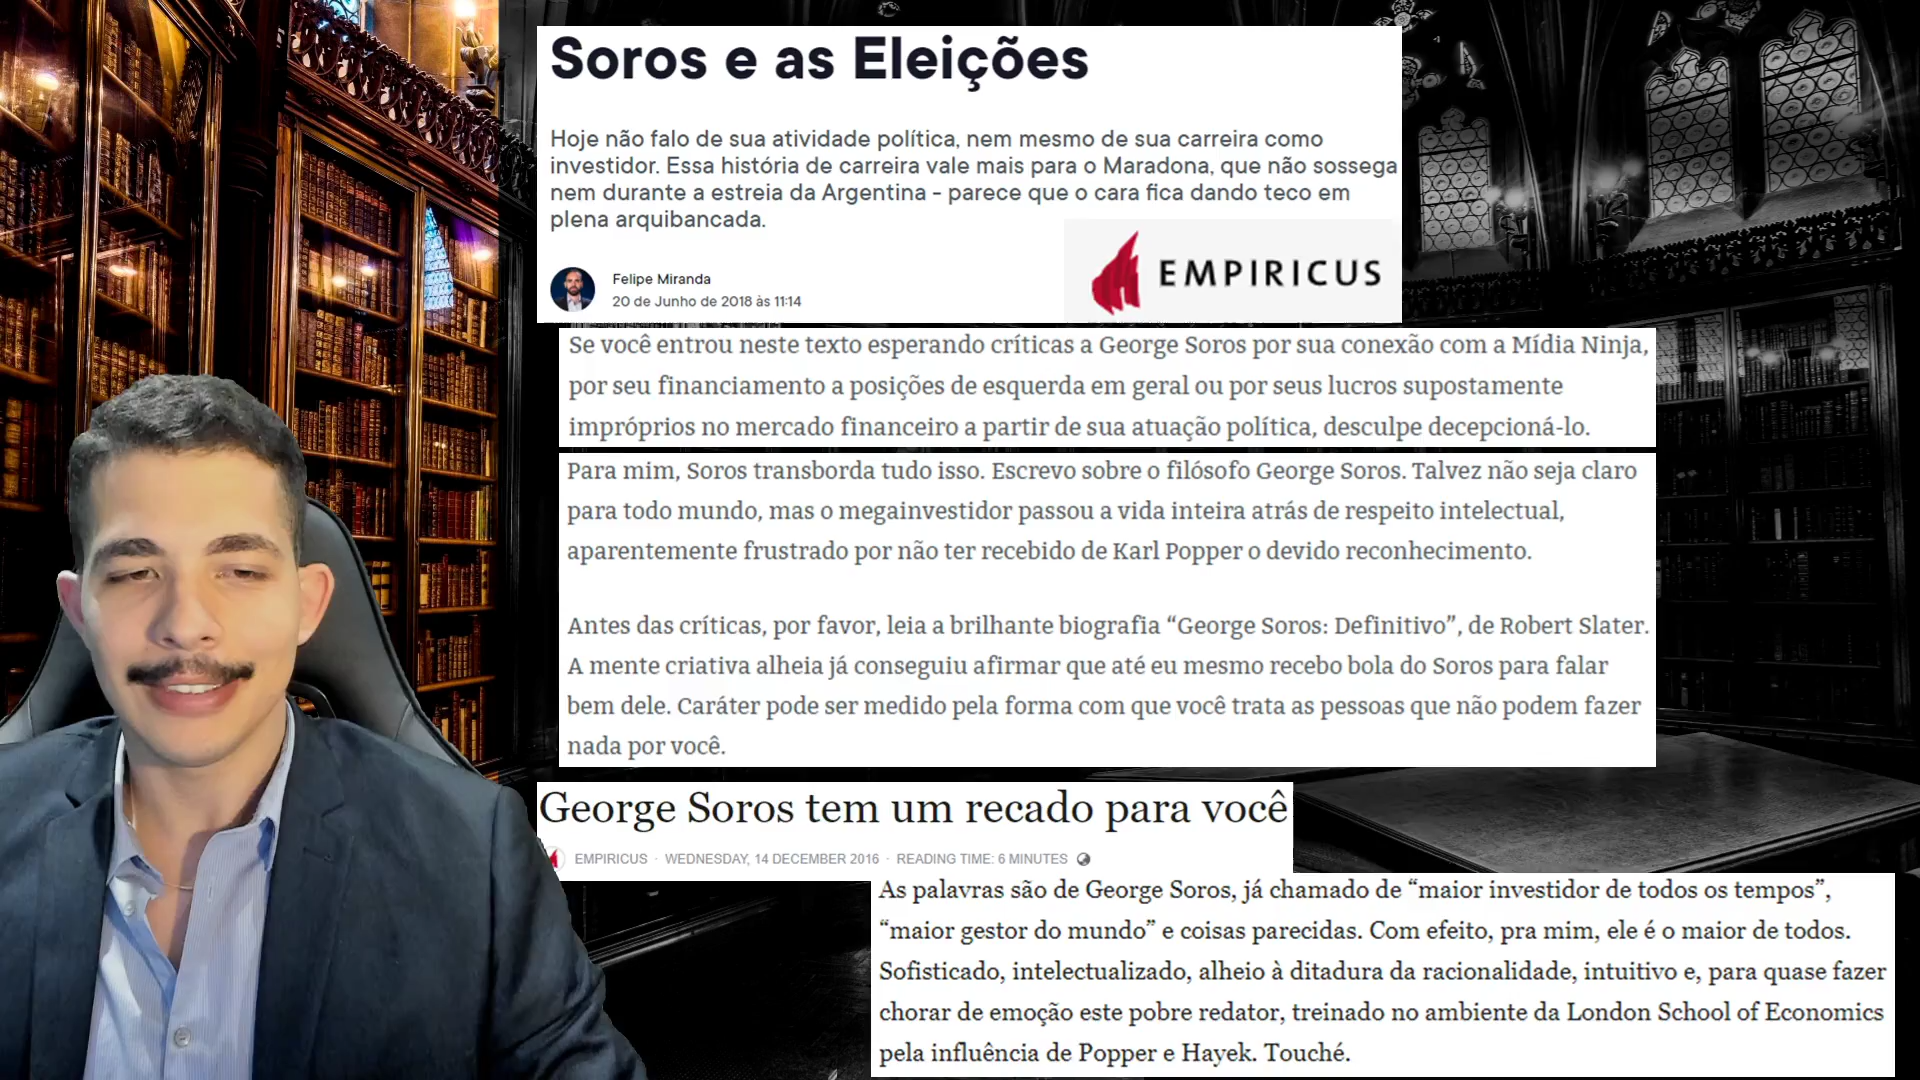 Soros e as Eleições
Hoje não falo de sua atividade política, nem mesmo de sua carreira como
investidor. Essa história de carreira vale mais para o Maradona, que não sossega
nem durante a estreia da Argentina - parece que o cara fica dando teco em
plena arquibancada.
Felipe Miranda
20 de Junho de 2018 às 11:14
EMPIRICUS
Se você entrou neste texto esperando críticas a George Soros por sua conexão com a Mídia Ninja,
por seu financiamento a posições de esquerda em geral ou por seus lucros supostamente
impróprios no mercado financeiro a partir de sua atuação política, desculpe decepcioná-lo.
Para mim, Soros transborda tudo isso. Escrevo sobre o filósofo George Soros. Talvez não seja claro
para todo mundo, mas o megainvestidor passou a vida inteira atrás de respeito intelectual,
aparentemente frustrado por não ter recebido de Karl Popper o devido reconhecimento.
Antes das críticas, por favor, leia a brilhante biografia “George Soros: Definitivo”, de Robert Slater.
A mente criativa alheia já conseguiu afirmar que até eu mesmo recebo bola do Soros para falar
bem dele. Caráter pode ser medido pela forma com que você trata as pessoas que não podem fazer
nada por você.
George Soros tem um recado para você
EMPIRICUS · WEDNESDAY, 14 DECEMBER 2016 · READING TIME: 6 MINUTES
As palavras são de George Soros, já chamado de “maior investidor de todos os tempos”,
“maior gestor do mundo” e coisas parecidas. Com efeito, pra mim, ele é o maior de todos.
Sofisticado, intelectualizado, alheio à ditadura da racionalidade, intuitivo e, para quase fazer
chorar de emoção este pobre redator, treinado no ambiente da London School of Economics
pela influência de Popper e Hayek. Touché.